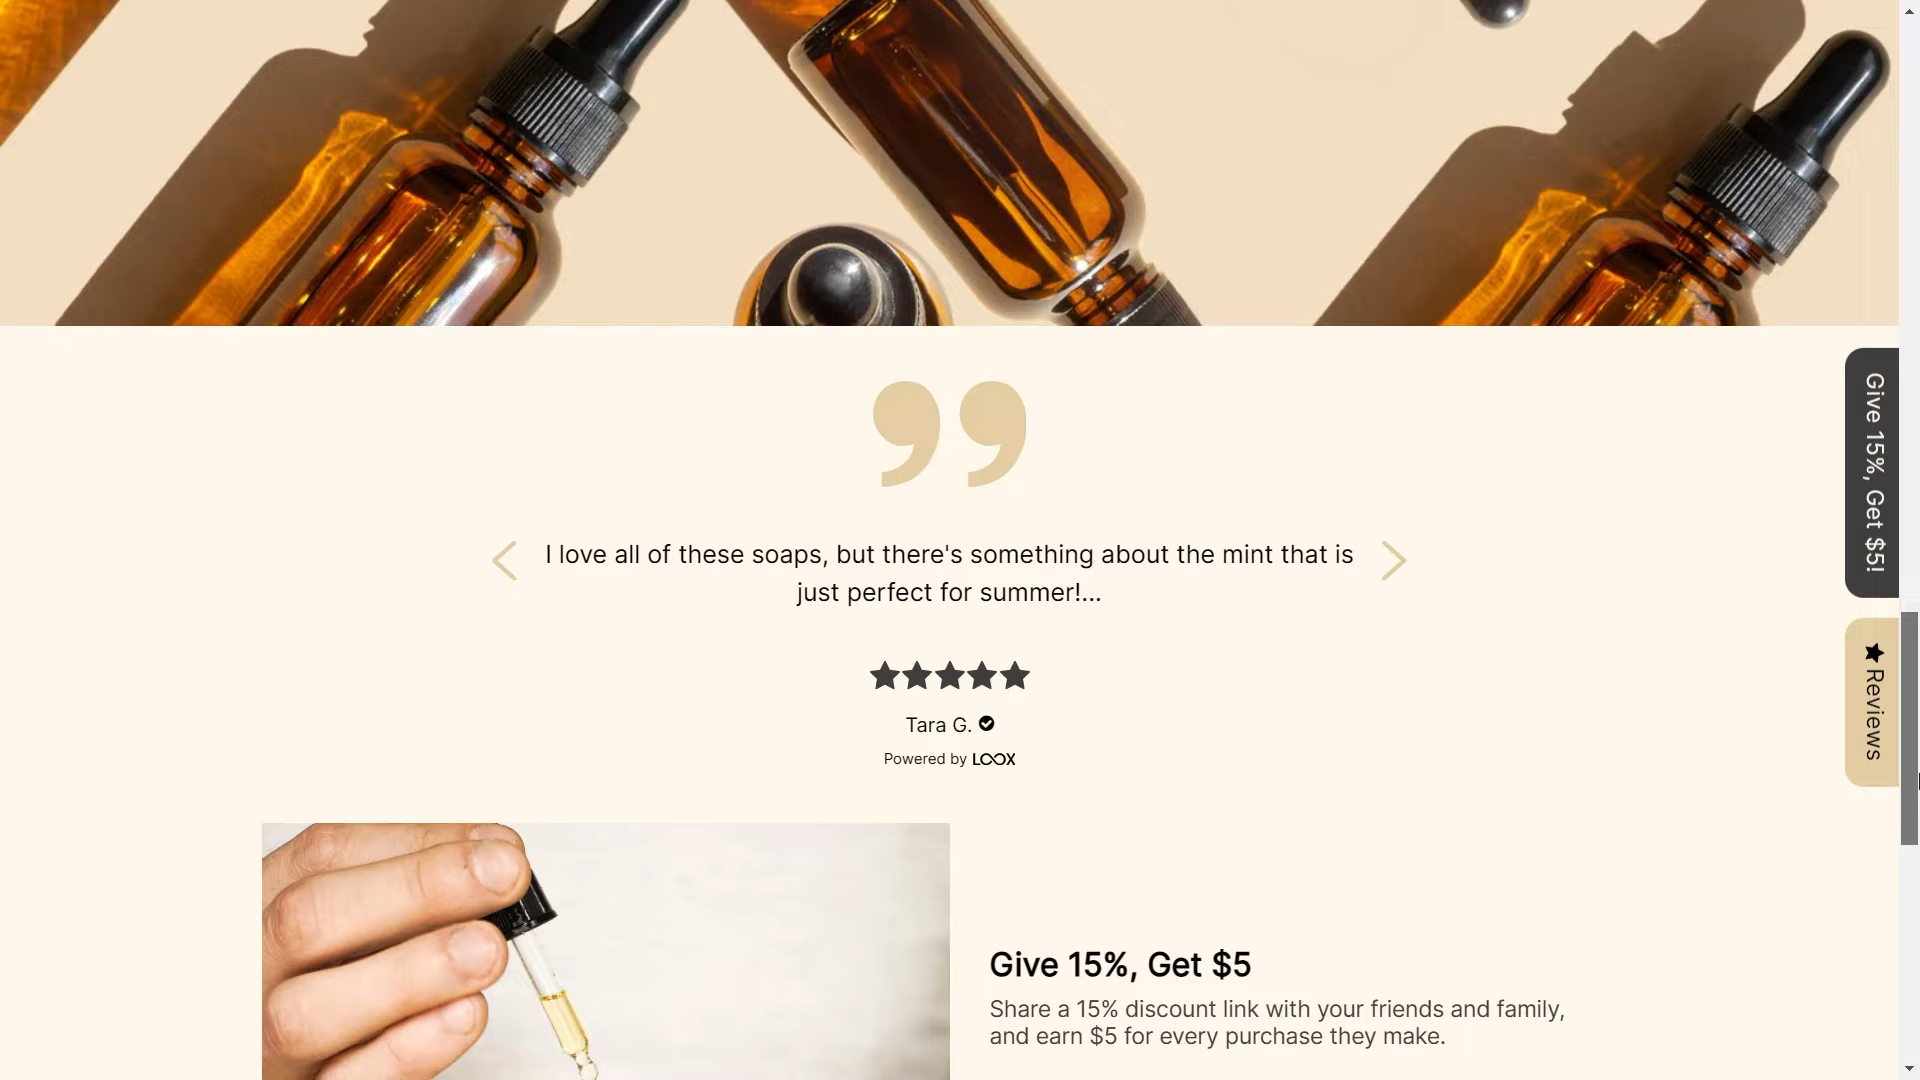 I love all of these soaps, but there's something about the mint that is
just perfect for summer!...
Tara G.
Powered by LOOX
Give 15%, Get $5!
Reviews
Give 15%, Get $5
Share a 15% discount link with your friends and family,
and earn $5 for every purchase they make.